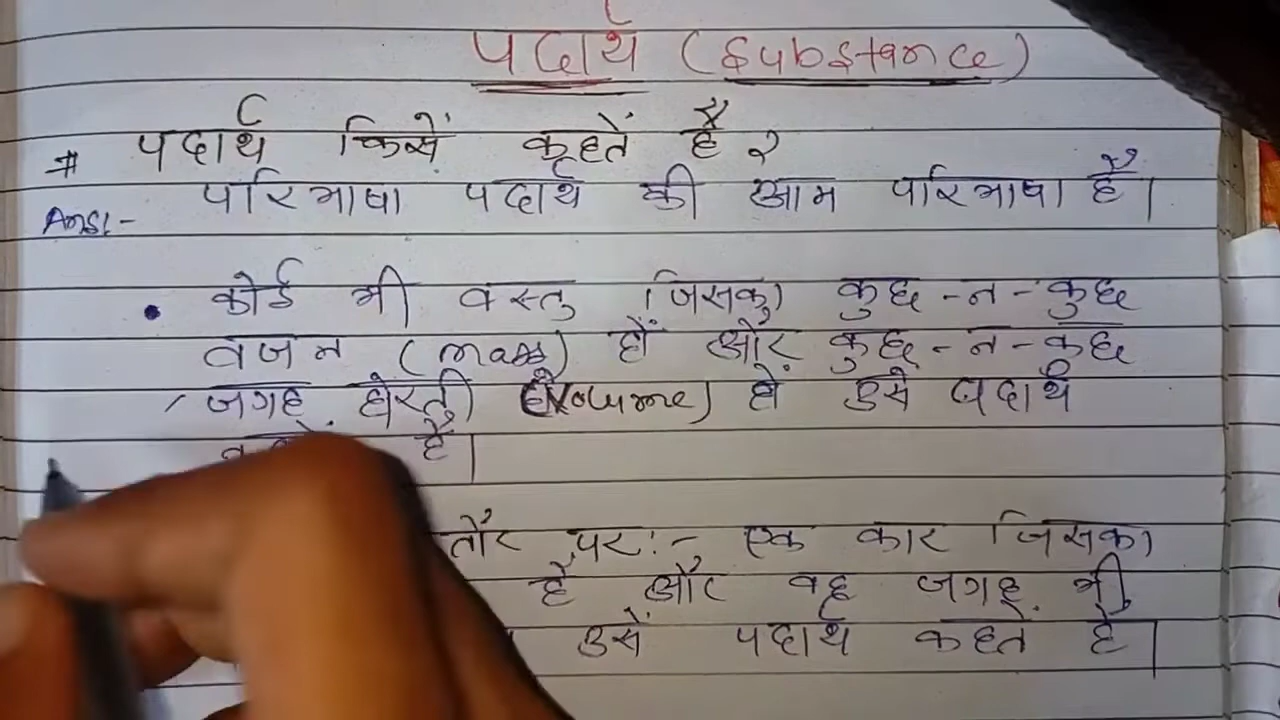 पदार्थ (Substance)
# पदार्थ किसें कहतें हैं ?
Ans:- परिभाषा पदार्थ की आम परिभाषा हैं।
• कोई भी वस्तु जिसका कुछ-न-कुछ
वजन (mass) हों और कुछ-न-कुछ
जगह घेरती (Volume) हो उसे पदार्थ
हैं।
तौर पर:- एक कार जिसका
है और वह जगह भी
उसें पदार्थ कहते है।